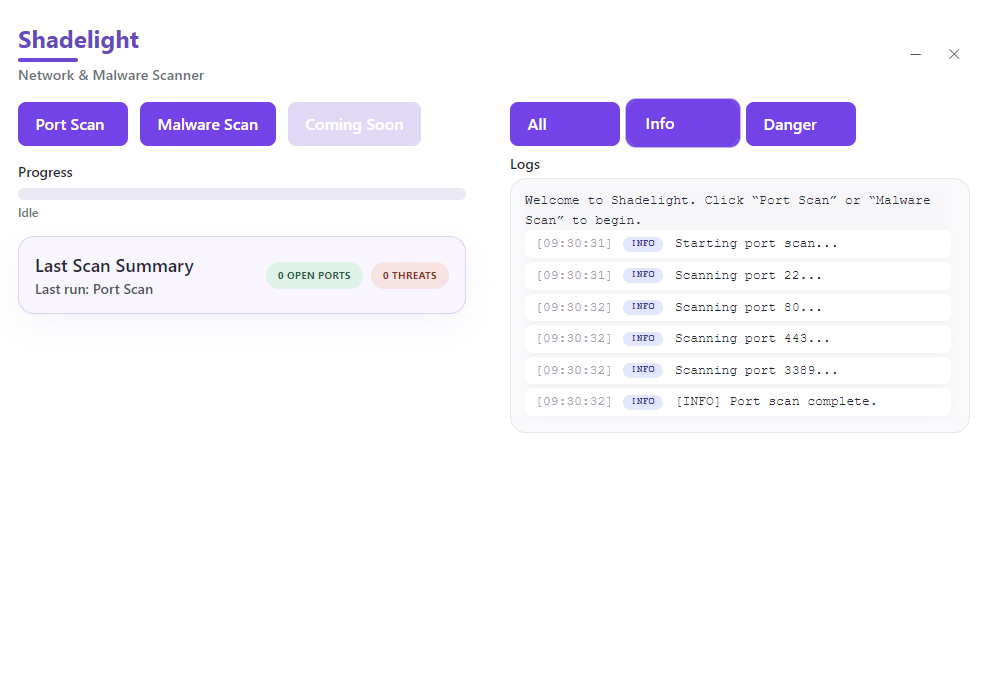 Shadelight
Network & Malware Scanner
Port Scan
Malware Scan
Coming Soon
Progress
Idle
Last Scan Summary
Last run: Port Scan
0 OPEN PORTS
0 THREATS
All
Info
Danger
Logs
Welcome to Shadelight. Click “Port Scan” or “Malware
Scan” to begin.
[09:30:31] INFO Starting port scan...
[09:30:31] INFO Scanning port 22...
[09:30:32] INFO Scanning port 80...
[09:30:32] INFO Scanning port 443...
[09:30:32] INFO Scanning port 3389...
[09:30:32] INFO [INFO] Port scan complete.